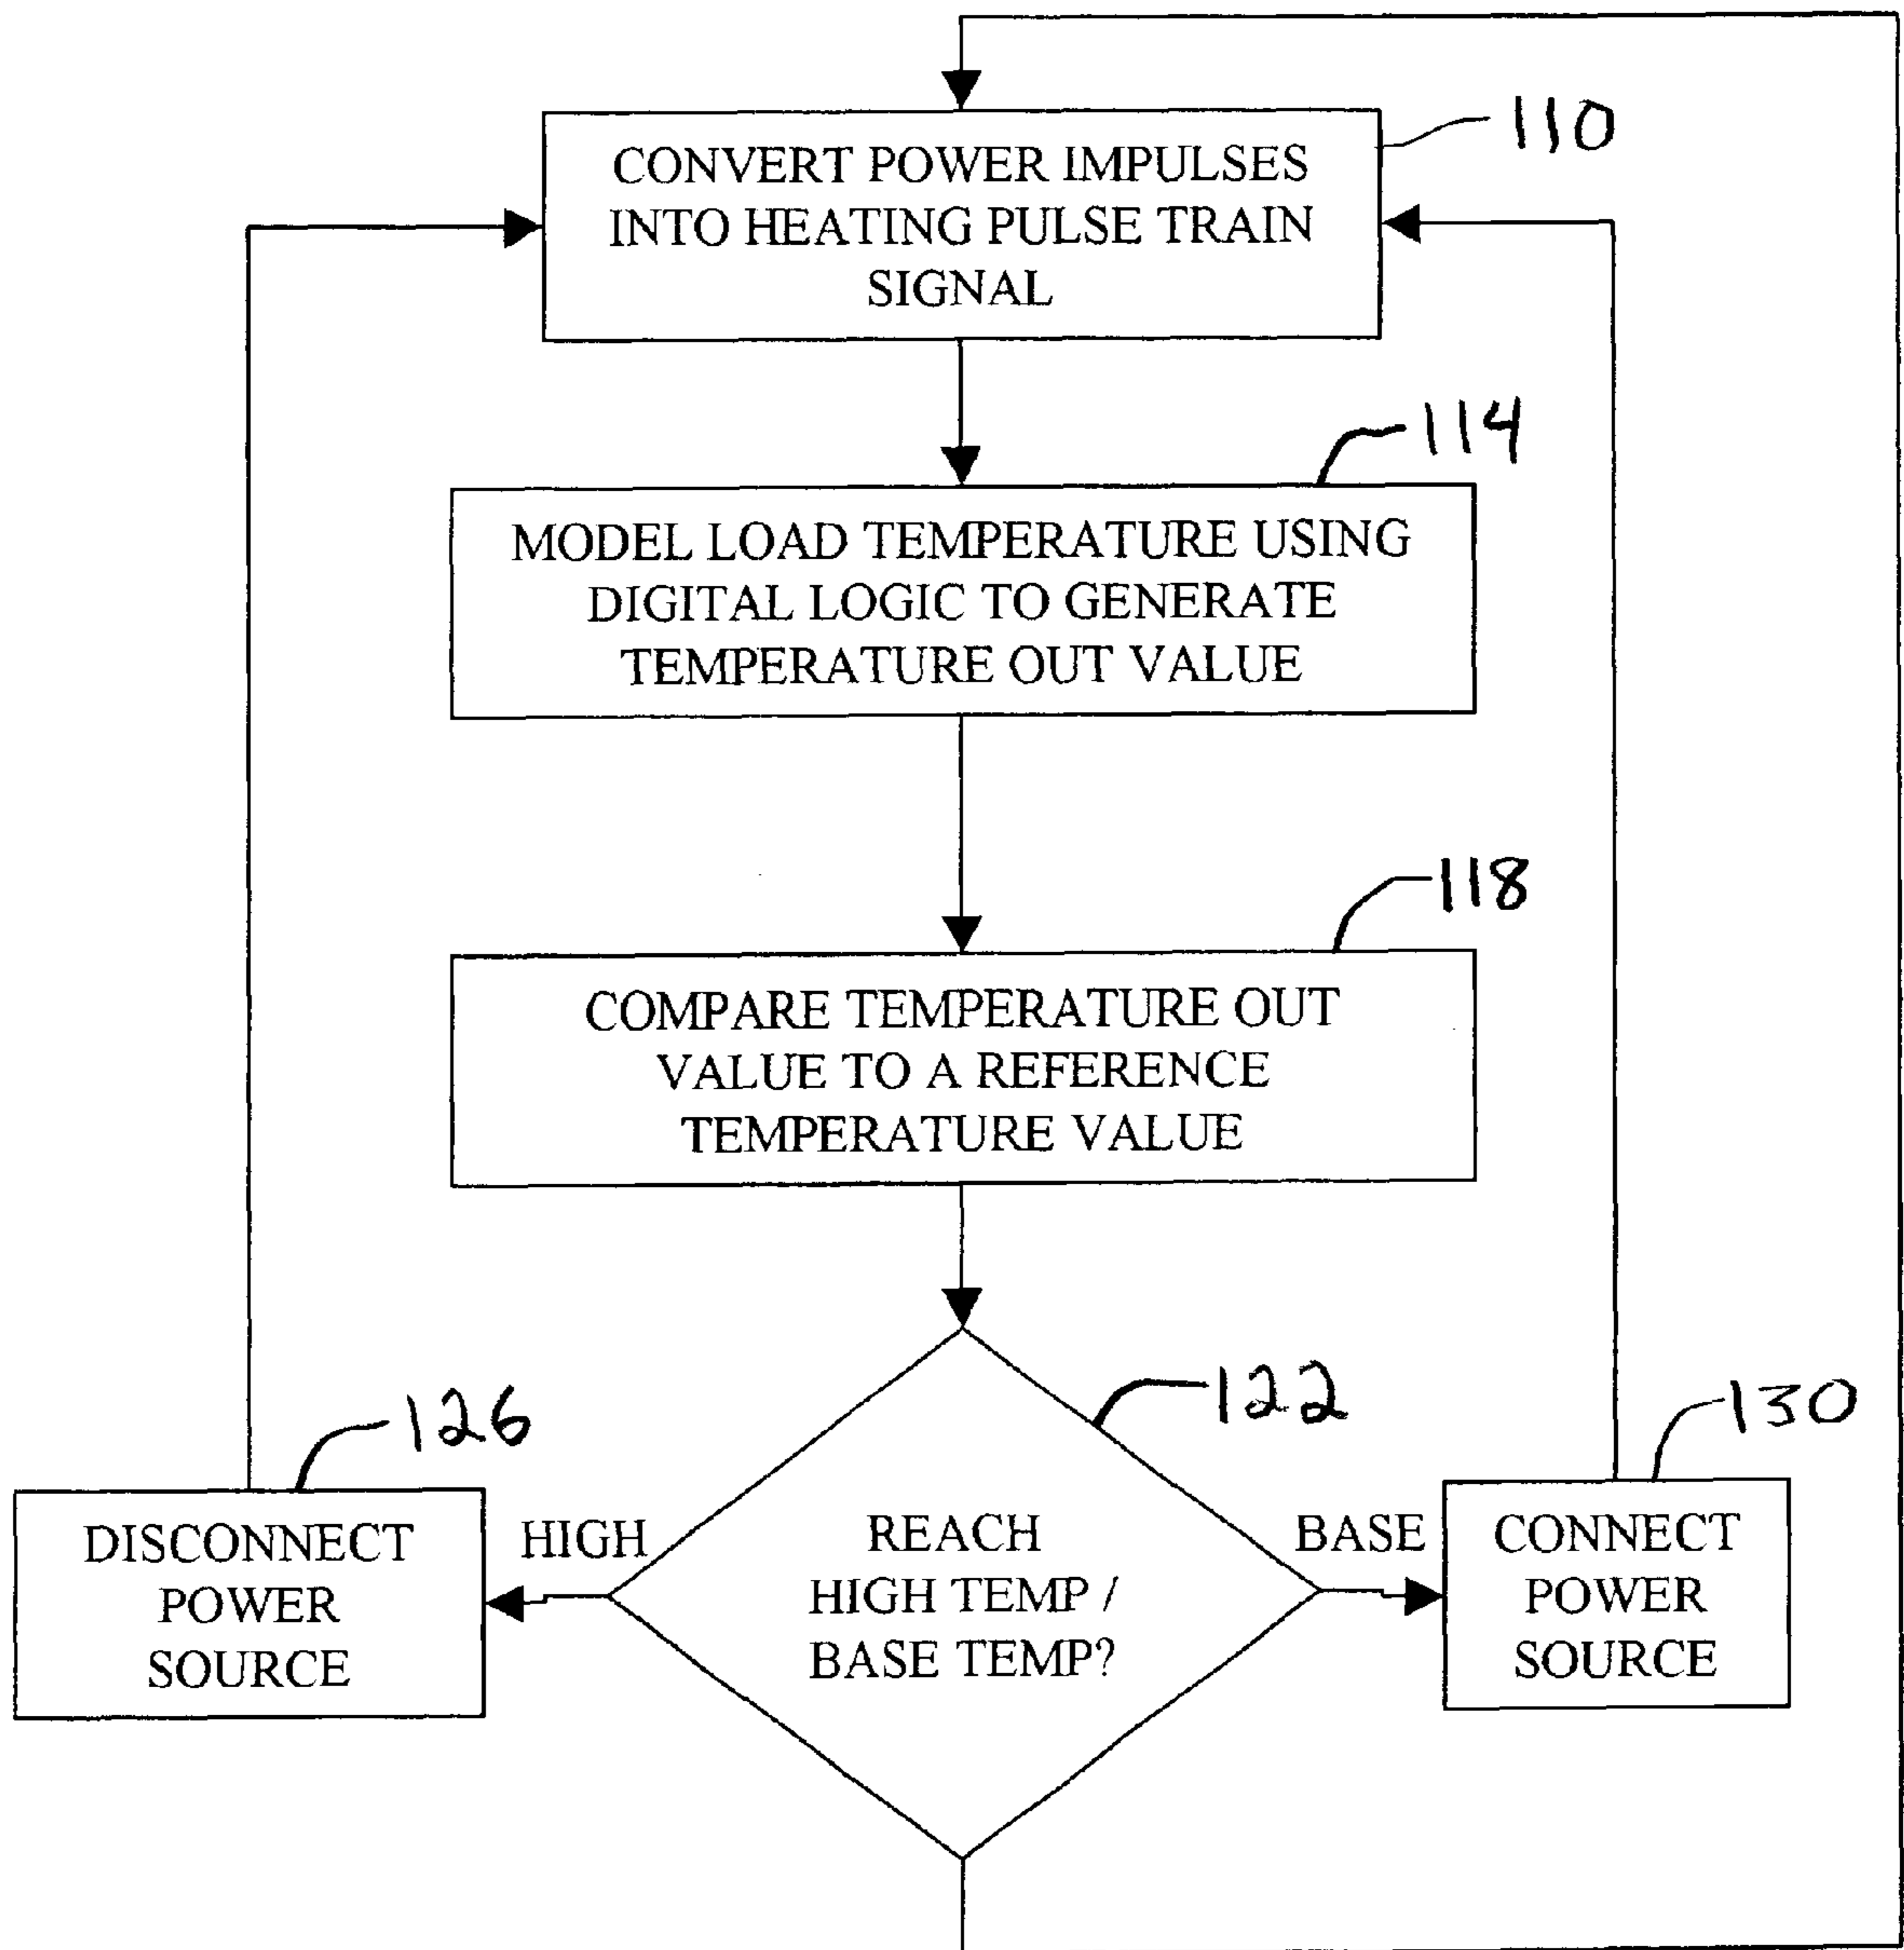 110
CONVERT POWER IMPULSES
INTO HEATING PULSE TRAIN
SIGNAL
114
MODEL LOAD TEMPERATURE USING
DIGITAL LOGIC TO GENERATE
TEMPERATURE OUT VALUE
118
COMPARE TEMPERATURE OUT
VALUE TO A REFERENCE
TEMPERATURE VALUE
122
126
130
DISCONNECT
POWER
SOURCE
HIGH
REACH
HIGH TEMP /
BASE TEMP?
BASE
CONNECT
POWER
SOURCE